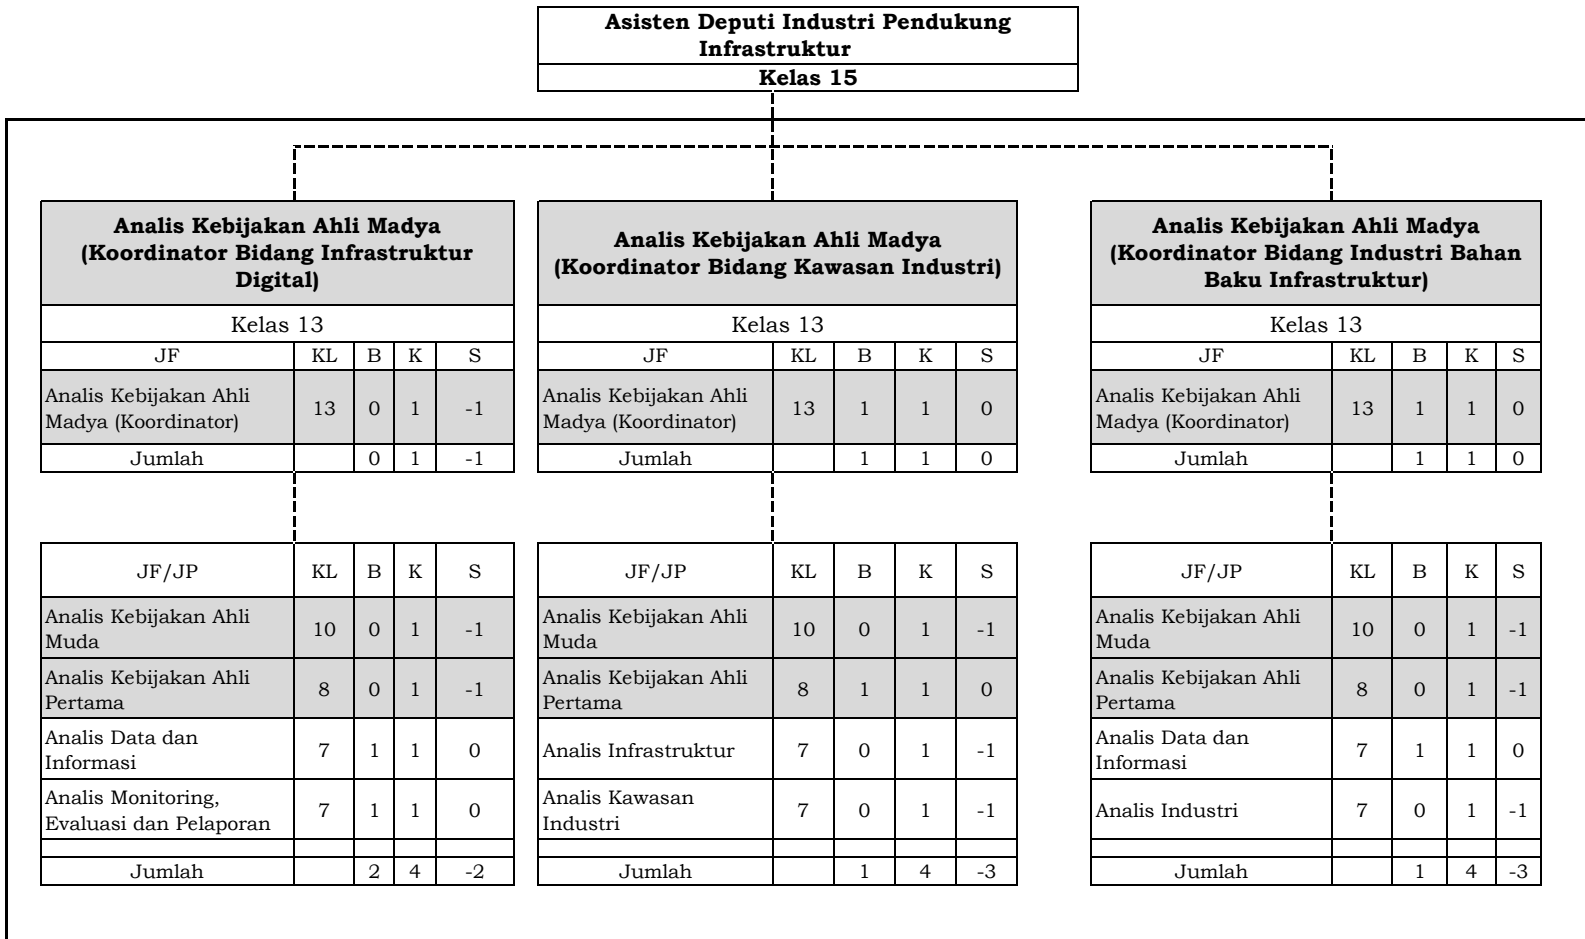 Asisten Deputi Industri Pendukung
Infrastruktur
Kelas 15
Analis Kebijakan Ahli Madya
(Koordinator Bidang Infrastruktur
Digital)
Kelas 13
JF KL B K S
Analis Kebijakan Ahli
Madya (Koordinator) 13 0 1 -1
Jumlah 0 1 -1
JF/JP KL B K S
Analis Kebijakan Ahli
Muda 10 0 1 -1
Analis Kebijakan Ahli
Pertama 8 0 1 -1
Analis Data dan
Informasi 7 1 1 0
Analis Monitoring,
Evaluasi dan Pelaporan 7 1 1 0
Jumlah 2 4 -2
Analis Kebijakan Ahli Madya
(Koordinator Bidang Kawasan Industri)
Kelas 13
JF KL B K S
Analis Kebijakan Ahli
Madya (Koordinator) 13 1 1 0
Jumlah 1 1 0
JF/JP KL B K S
Analis Kebijakan Ahli
Muda 10 0 1 -1
Analis Kebijakan Ahli
Pertama 8 1 1 0
Analis Infrastruktur 7 0 1 -1
Analis Kawasan
Industri 7 0 1 -1
Jumlah 1 4 -3
Analis Kebijakan Ahli Madya
(Koordinator Bidang Industri Bahan
Baku Infrastruktur)
Kelas 13
JF KL B K S
Analis Kebijakan Ahli
Madya (Koordinator) 13 1 1 0
Jumlah 1 1 0
JF/JP KL B K S
Analis Kebijakan Ahli
Muda 10 0 1 -1
Analis Kebijakan Ahli
Pertama 8 0 1 -1
Analis Data dan
Informasi 7 1 1 0
Analis Industri 7 0 1 -1
Jumlah 1 4 -3